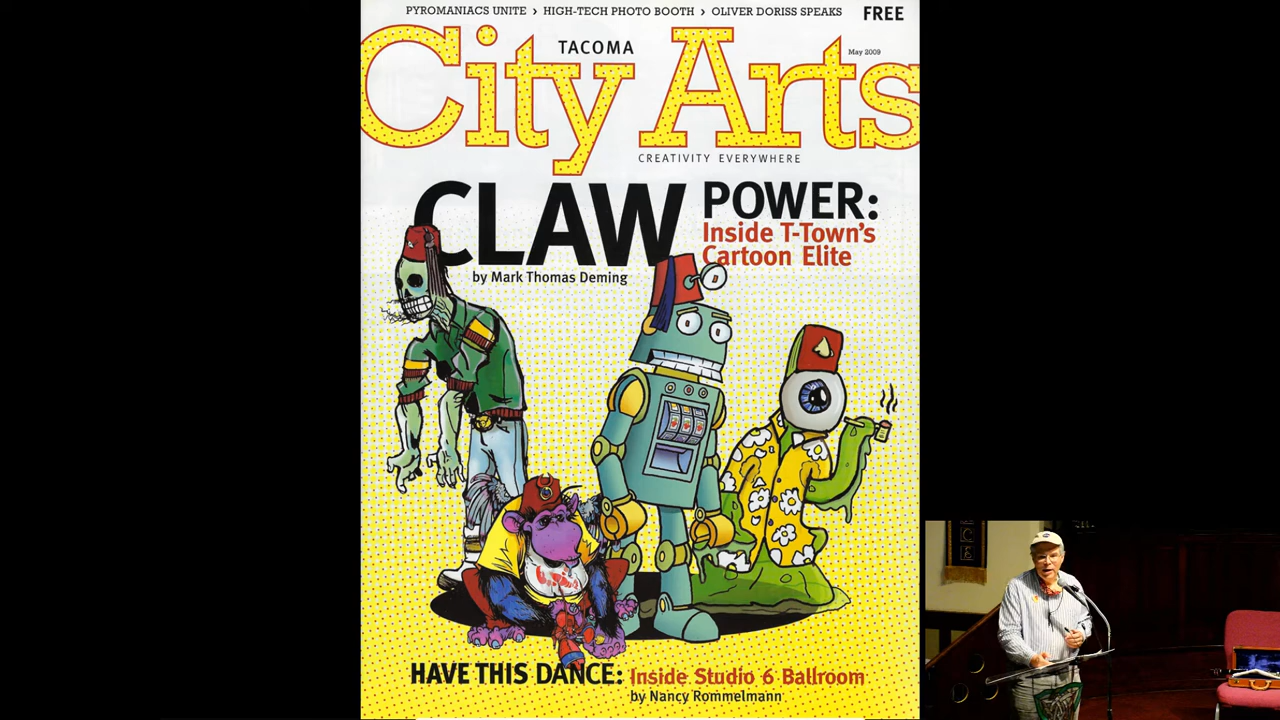 PYROMANIACS UNITE › HIGH-TECH PHOTO BOOTH › OLIVER DORISS SPEAKS
FREE
TACOMA
May 2009
City Arts
CREATIVITY EVERYWHERE
CLAW
POWER:
Inside T-Town's
Cartoon Elite
by Mark Thomas Deming
HAVE THIS DANCE:
Inside Studio 6 Ballroom
by Nancy Rommelmann